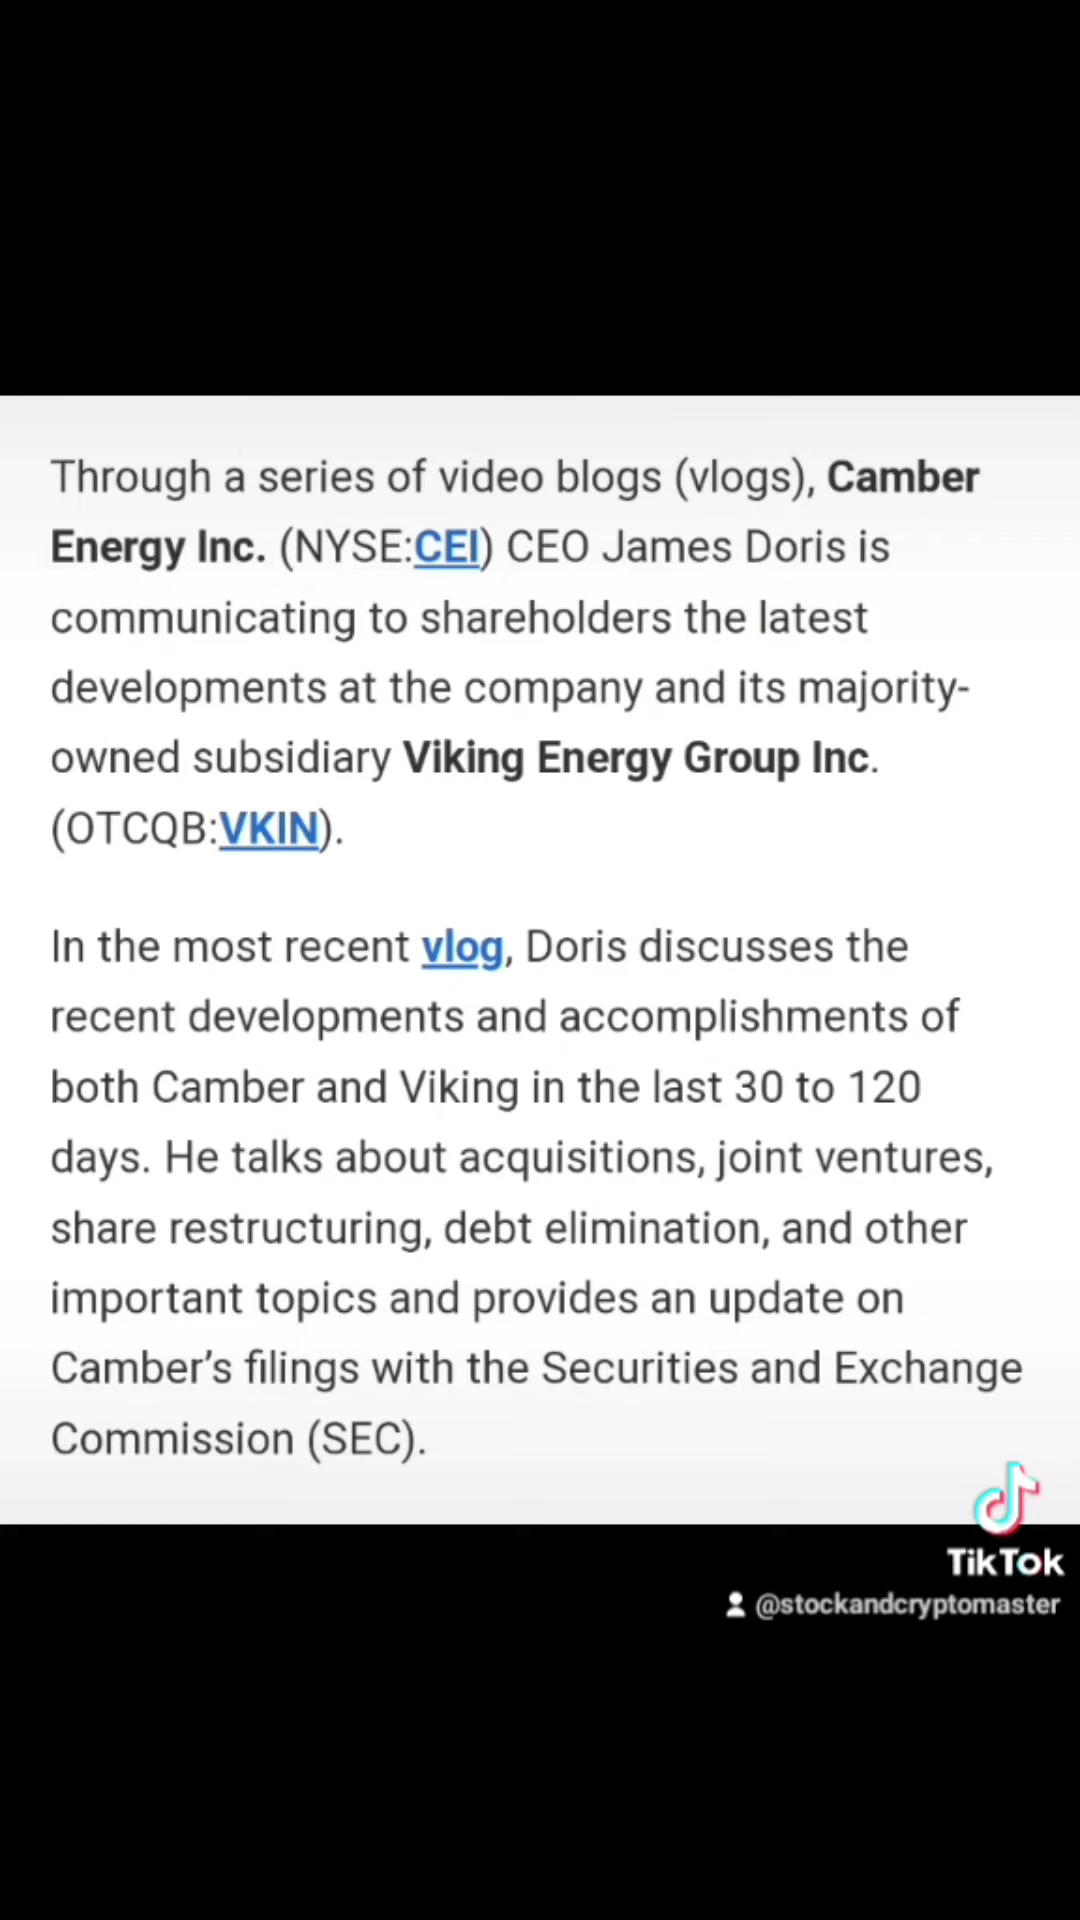 Through a series of video blogs (vlogs), Camber
Energy Inc. (NYSE:CEI) CEO James Doris is
communicating to shareholders the latest
developments at the company and its majority-
owned subsidiary Viking Energy Group Inc.
(OTCQB:VKIN).
In the most recent vlog, Doris discusses the
recent developments and accomplishments of
both Camber and Viking in the last 30 to 120
days. He talks about acquisitions, joint ventures,
share restructuring, debt elimination, and other
important topics and provides an update on
Camber’s filings with the Securities and Exchange
Commission (SEC).
TikTok
@stockandcryptomaster